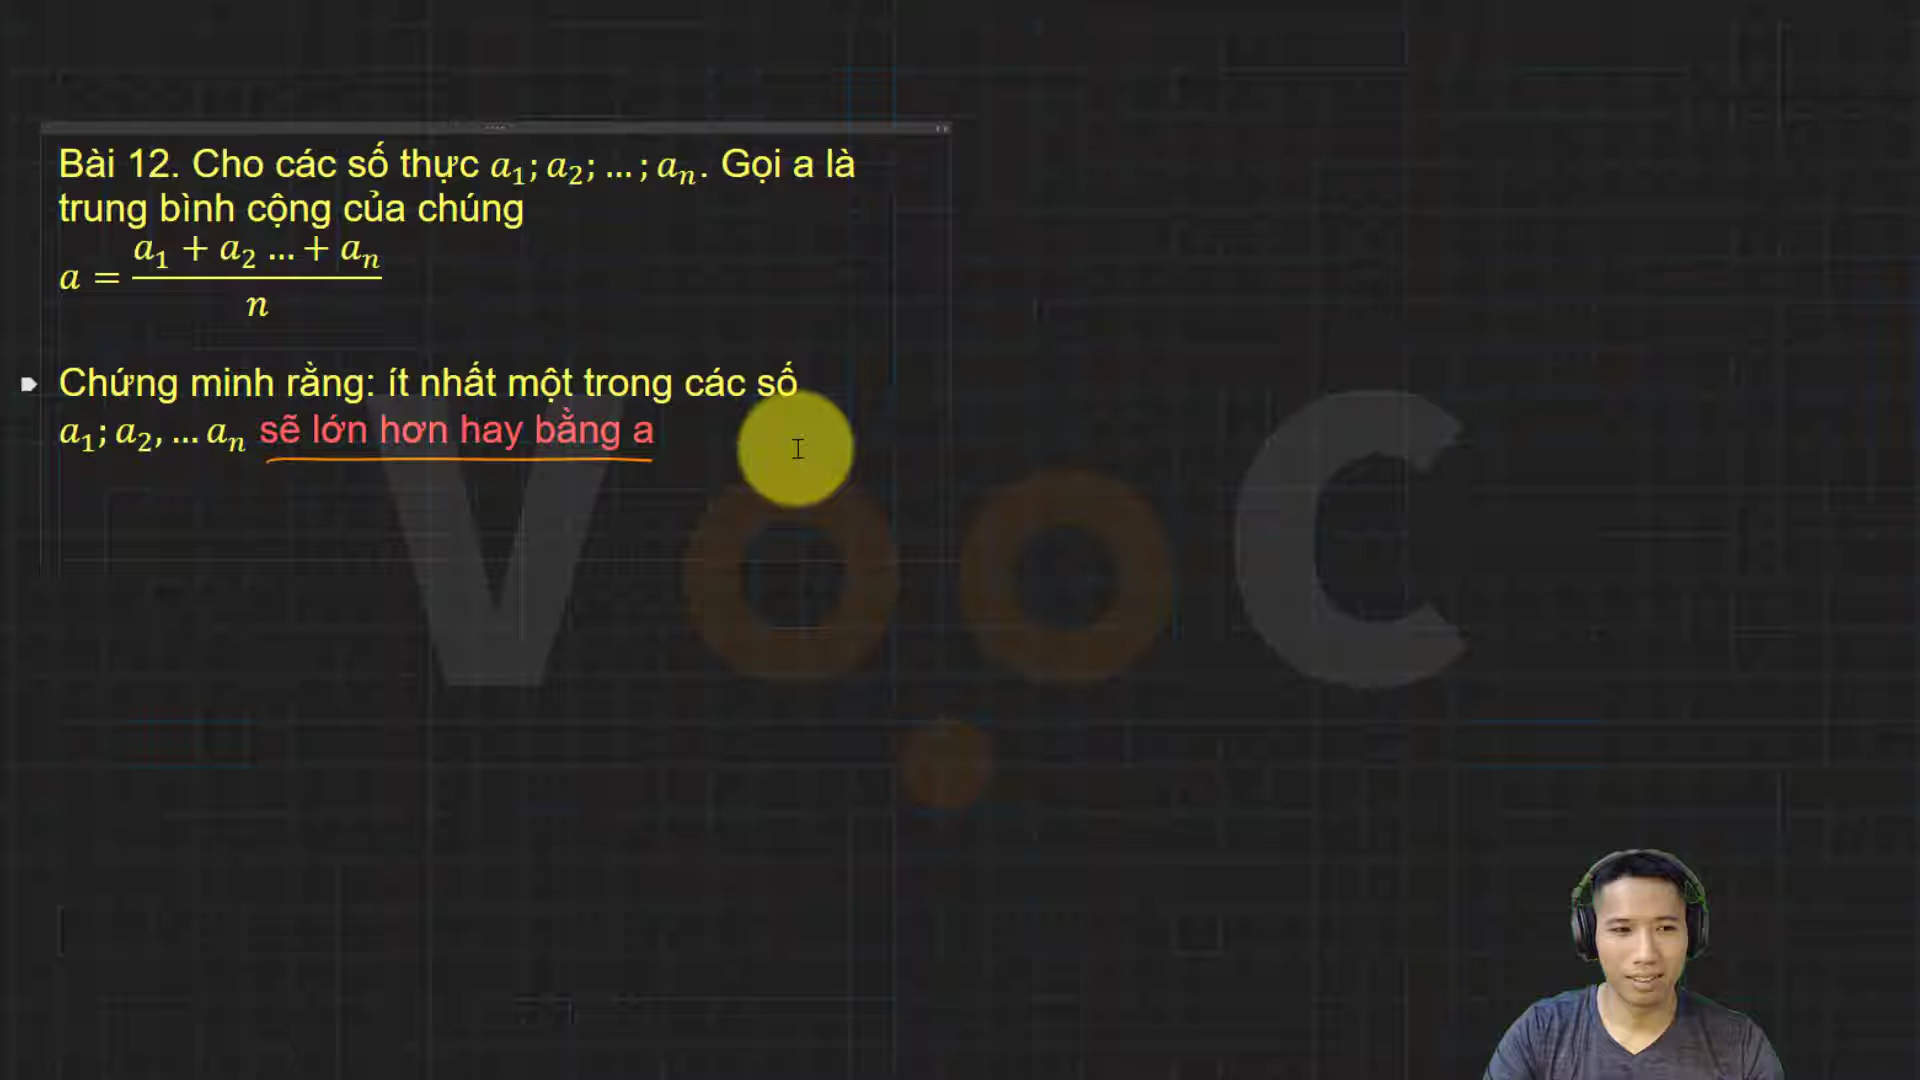 Bài 12. Cho các số thực a₁; a₂; ...; aₙ. Gọi a là
trung bình cộng của chúng
a = (a₁ + a₂ ... + aₙ) / n
Chứng minh rằng: ít nhất một trong các số
a₁; a₂, ... aₙ sẽ lớn hơn hay bằng a
VOOC